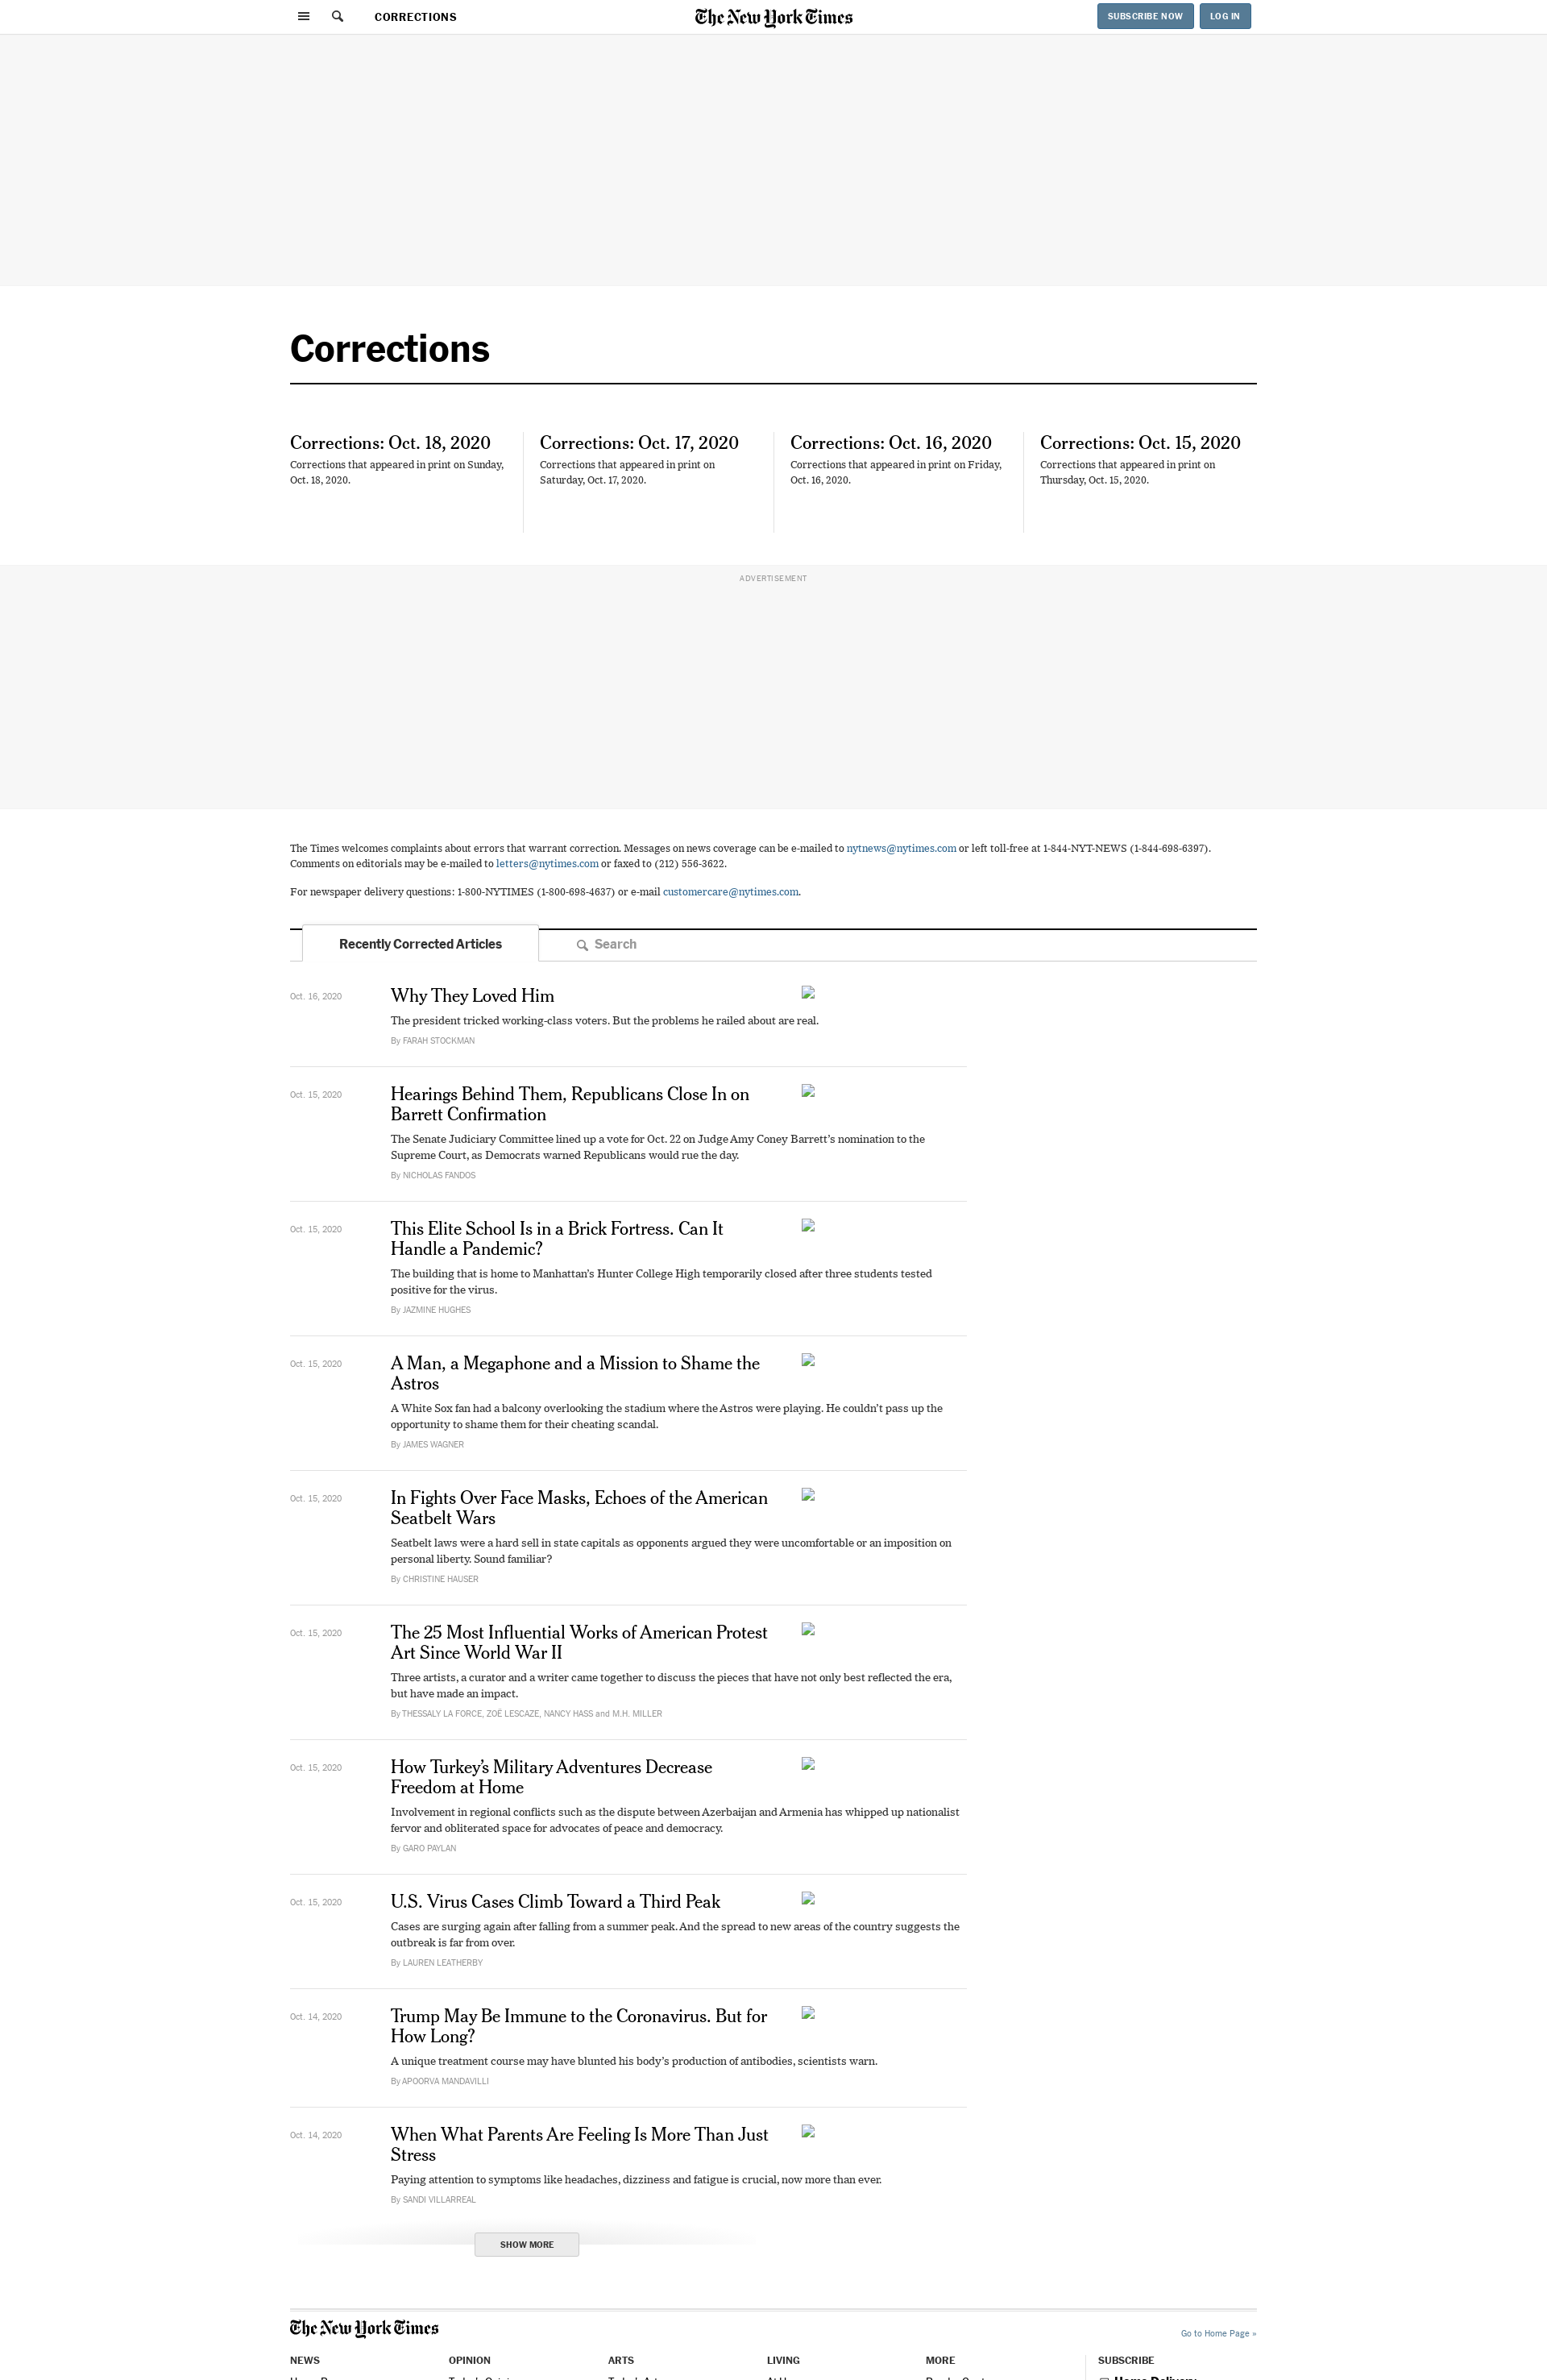 CORRECTIONS
The New York Times
SUBSCRIBE NOW
LOG IN
Corrections
Corrections: Oct. 18, 2020
Corrections that appeared in print on Sunday,
Oct. 18, 2020.
Corrections: Oct. 17, 2020
Corrections that appeared in print on
Saturday, Oct. 17, 2020.
Corrections: Oct. 16, 2020
Corrections that appeared in print on Friday,
Oct. 16, 2020.
Corrections: Oct. 15, 2020
Corrections that appeared in print on
Thursday, Oct. 15, 2020.
ADVERTISEMENT
The Times welcomes complaints about errors that warrant correction. Messages on news coverage can be e-mailed to nytnews@nytimes.com or left toll-free at 1-844-NYT-NEWS (1-844-698-6397).
Comments on editorials may be e-mailed to letters@nytimes.com or faxed to (212) 556-3622.
For newspaper delivery questions: 1-800-NYTIMES (1-800-698-4637) or e-mail customercare@nytimes.com.
Recently Corrected Articles
Search
Oct. 16, 2020
Why They Loved Him
The president tricked working-class voters. But the problems he railed about are real.
By FARAH STOCKMAN
Oct. 15, 2020
Hearings Behind Them, Republicans Close In on
Barrett Confirmation
The Senate Judiciary Committee lined up a vote for Oct. 22 on Judge Amy Coney Barrett’s nomination to the
Supreme Court, as Democrats warned Republicans would rue the day.
By NICHOLAS FANDOS
Oct. 15, 2020
This Elite School Is in a Brick Fortress. Can It
Handle a Pandemic?
The building that is home to Manhattan’s Hunter College High temporarily closed after three students tested
positive for the virus.
By JAZMINE HUGHES
Oct. 15, 2020
A Man, a Megaphone and a Mission to Shame the
Astros
A White Sox fan had a balcony overlooking the stadium where the Astros were playing. He couldn’t pass up the
opportunity to shame them for their cheating scandal.
By JAMES WAGNER
Oct. 15, 2020
In Fights Over Face Masks, Echoes of the American
Seatbelt Wars
Seatbelt laws were a hard sell in state capitals as opponents argued they were uncomfortable or an imposition on
personal liberty. Sound familiar?
By CHRISTINE HAUSER
Oct. 15, 2020
The 25 Most Influential Works of American Protest
Art Since World War II
Three artists, a curator and a writer came together to discuss the pieces that have not only best reflected the era,
but have made an impact.
By THESSALY LA FORCE, ZOË LESCAZE, NANCY HASS and M.H. MILLER
Oct. 15, 2020
How Turkey’s Military Adventures Decrease
Freedom at Home
Involvement in regional conflicts such as the dispute between Azerbaijan and Armenia has whipped up nationalist
fervor and obliterated space for advocates of peace and democracy.
By GARO PAYLAN
Oct. 15, 2020
U.S. Virus Cases Climb Toward a Third Peak
Cases are surging again after falling from a summer peak. And the spread to new areas of the country suggests the
outbreak is far from over.
By LAUREN LEATHERBY
Oct. 14, 2020
Trump May Be Immune to the Coronavirus. But for
How Long?
A unique treatment course may have blunted his body’s production of antibodies, scientists warn.
By APOORVA MANDAVILLI
Oct. 14, 2020
When What Parents Are Feeling Is More Than Just
Stress
Paying attention to symptoms like headaches, dizziness and fatigue is crucial, now more than ever.
By SANDI VILLARREAL
SHOW MORE
The New York Times
Go to Home Page »
NEWS
OPINION
ARTS
LIVING
MORE
SUBSCRIBE
Home Delivery